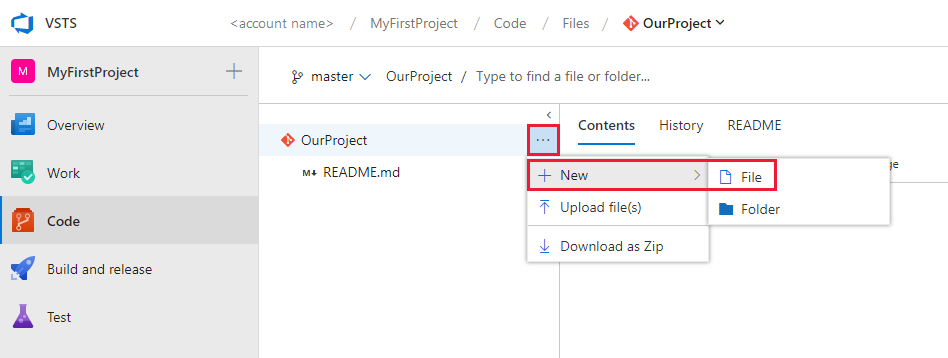 VSTS <account name> / MyFirstProject / Code / Files / OurProject
M MyFirstProject
master OurProject / Type to find a file or folder...
Overview
Work
Code
Build and release
Test
OurProject ...
M↓ README.md
Contents History README
New
File
Upload file(s)
Folder
Download as Zip